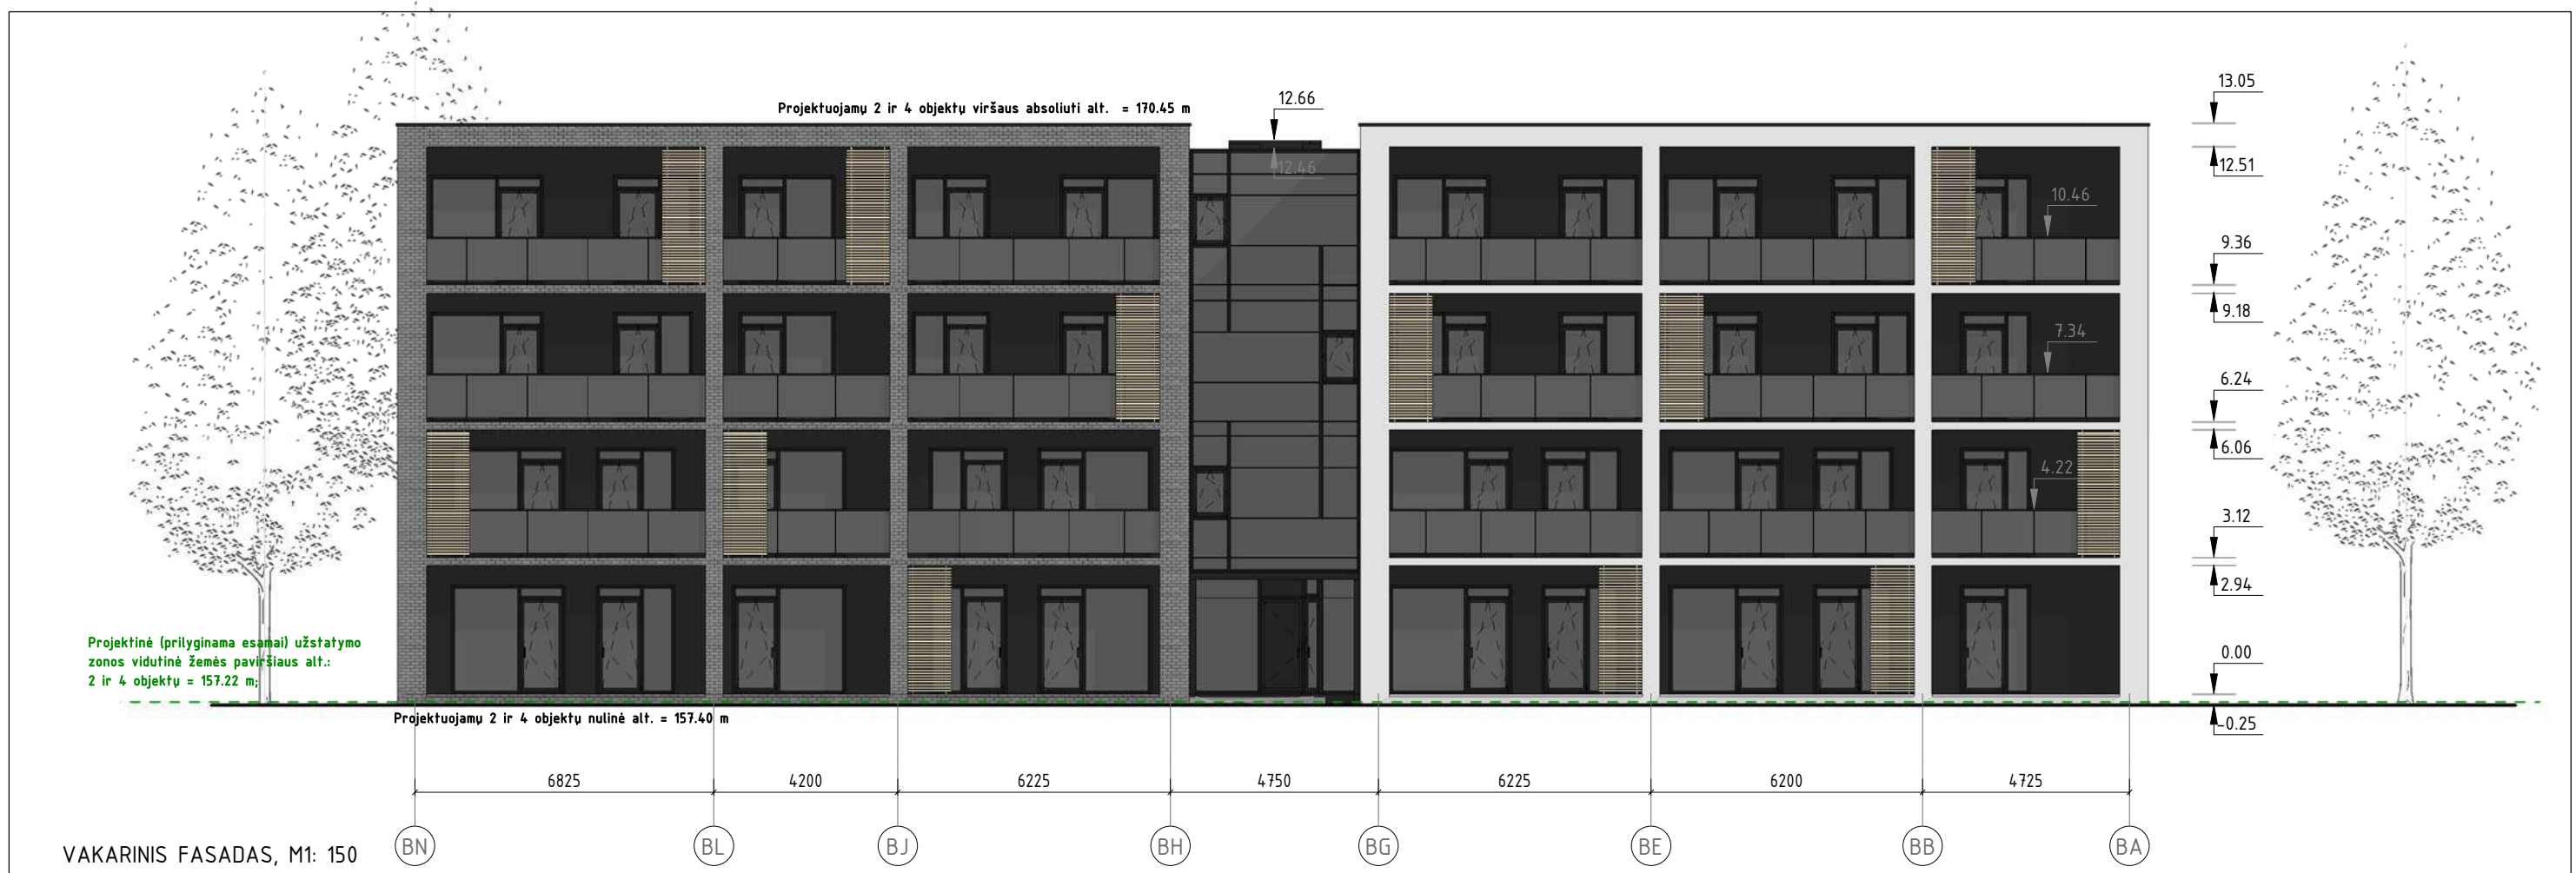 Projektuojamų 2 ir 4 objektų viršaus absoliuti alt. = 170.45 m
12.66
12.46
13.05
12.51
10.46
9.36
9.18
7.34
6.24
6.06
4.22
3.12
2.94
0.00
-0.25
Projektinė (prilyginama esamai) užstatymo
zonos vidutinė žemės paviršiaus alt.:
2 ir 4 objektų = 157.22 m;
Projektuojamų 2 ir 4 objektų nulinė alt. = 157.40 m
6825 4200 6225 4750 6225 6200 4725
BN BL BJ BH BG BE BB BA
VAKARINIS FASADAS, M1: 150